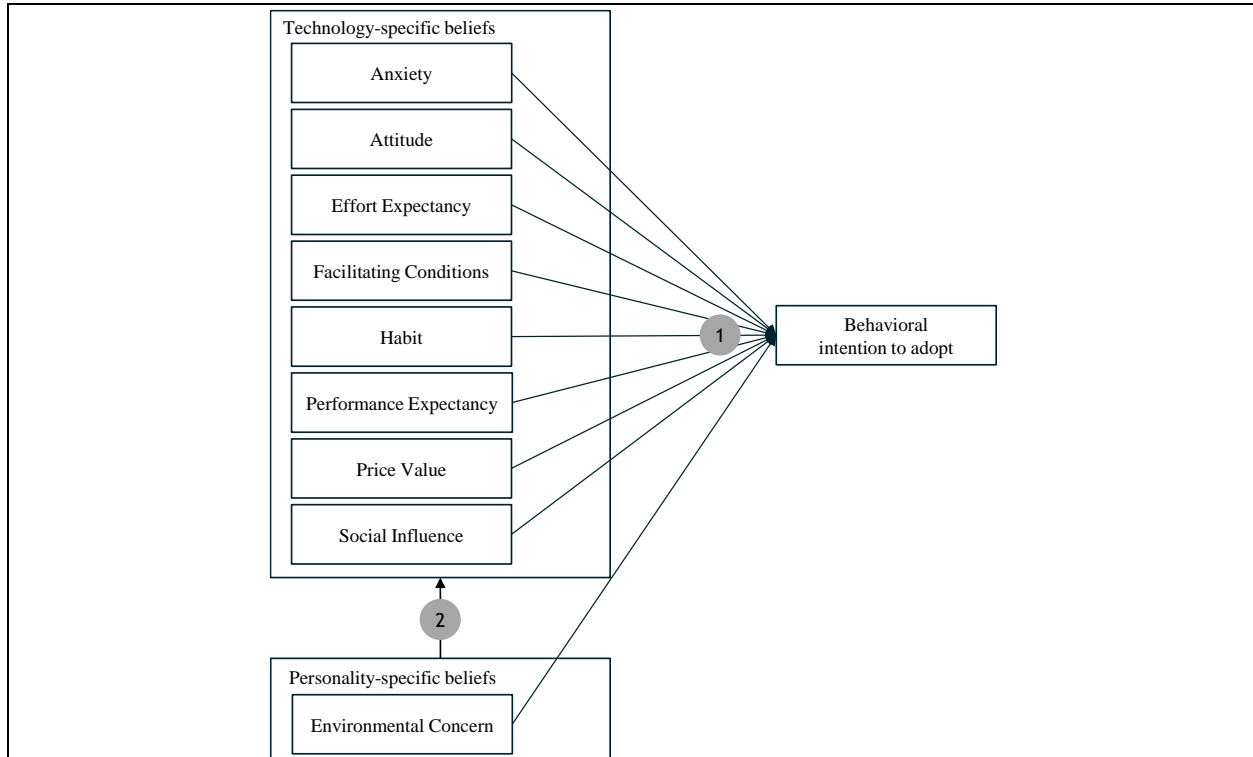 Technology-specific beliefs
Anxiety
Attitude
Effort Expectancy
Facilitating Conditions
Habit
Performance Expectancy
Price Value
Social Influence
1
Behavioral
intention to adopt
2
Personality-specific beliefs
Environmental Concern